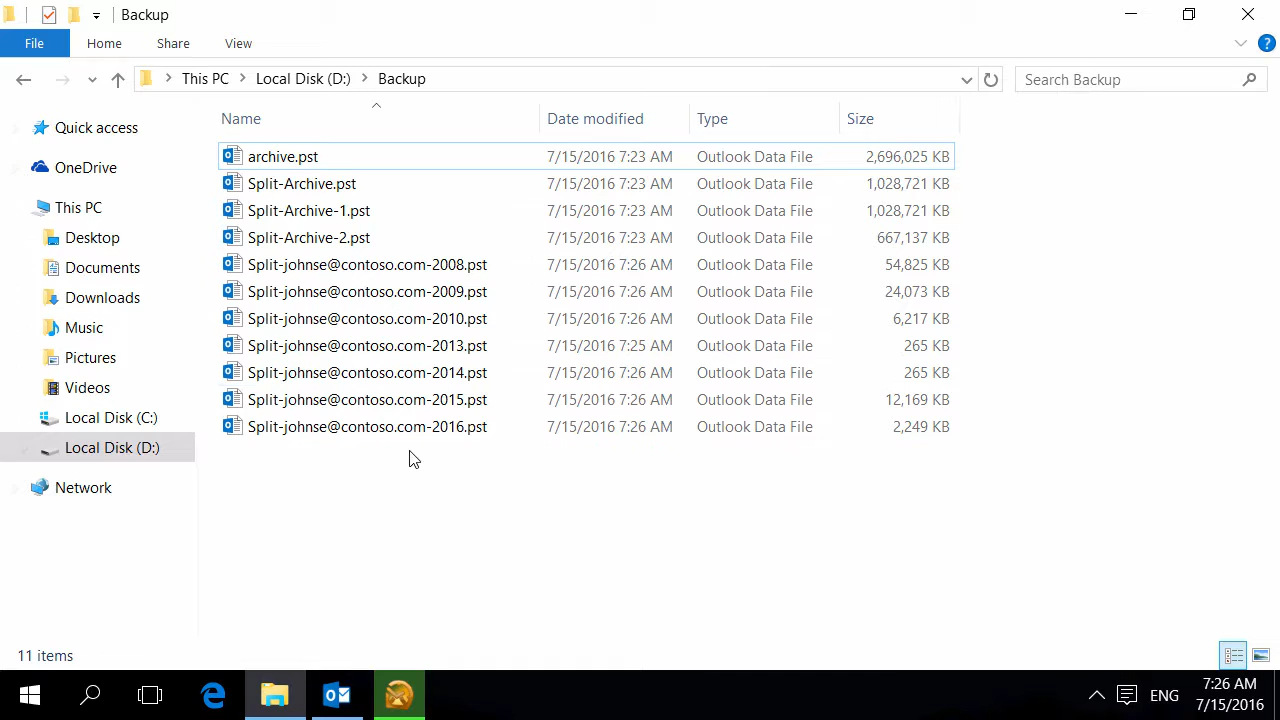 Backup
File Home Share View
This PC Local Disk (D:) Backup Search Backup
Name Date modified Type Size
Quick access
OneDrive
This PC
Desktop
Documents
Downloads
Music
Pictures
Videos
Local Disk (C:)
Local Disk (D:)
Network
archive.pst 7/15/2016 7:23 AM Outlook Data File 2,696,025 KB
Split-Archive.pst 7/15/2016 7:23 AM Outlook Data File 1,028,721 KB
Split-Archive-1.pst 7/15/2016 7:23 AM Outlook Data File 1,028,721 KB
Split-Archive-2.pst 7/15/2016 7:23 AM Outlook Data File 667,137 KB
Split-johnse@contoso.com-2008.pst 7/15/2016 7:26 AM Outlook Data File 54,825 KB
Split-johnse@contoso.com-2009.pst 7/15/2016 7:26 AM Outlook Data File 24,073 KB
Split-johnse@contoso.com-2010.pst 7/15/2016 7:26 AM Outlook Data File 6,217 KB
Split-johnse@contoso.com-2013.pst 7/15/2016 7:25 AM Outlook Data File 265 KB
Split-johnse@contoso.com-2014.pst 7/15/2016 7:26 AM Outlook Data File 265 KB
Split-johnse@contoso.com-2015.pst 7/15/2016 7:26 AM Outlook Data File 12,169 KB
Split-johnse@contoso.com-2016.pst 7/15/2016 7:26 AM Outlook Data File 2,249 KB
11 items
ENG
7:26 AM
7/15/2016